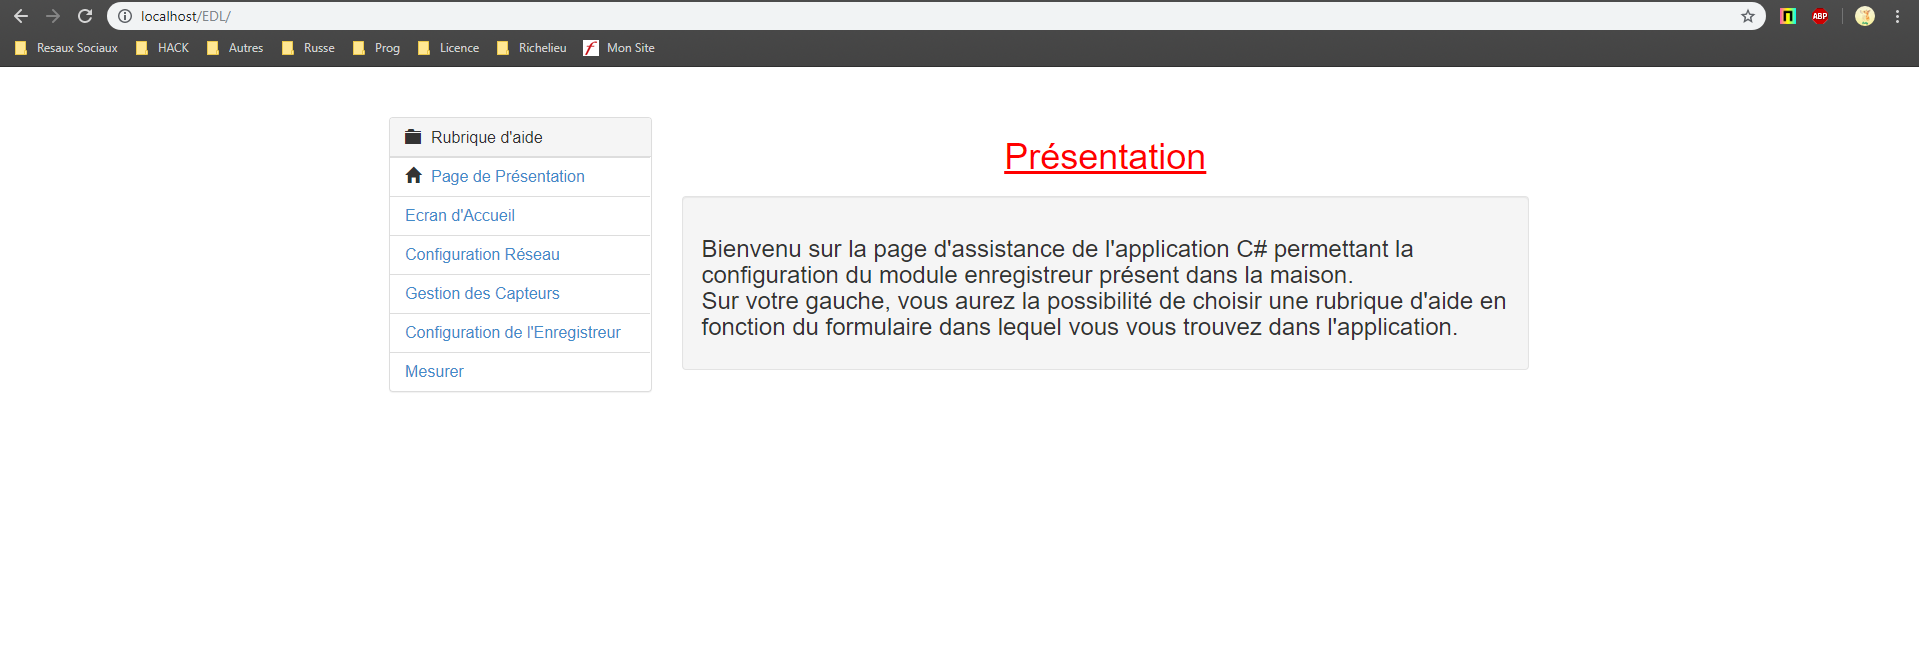 localhost/EDL/
ABP
Resaux Sociaux HACK Autres Russe Prog Licence Richelieu Mon Site
Rubrique d'aide
Page de Présentation
Ecran d'Accueil
Configuration Réseau
Gestion des Capteurs
Configuration de l'Enregistreur
Mesurer
Présentation
Bienvenu sur la page d'assistance de l'application C# permettant la
configuration du module enregistreur présent dans la maison.
Sur votre gauche, vous aurez la possibilité de choisir une rubrique d'aide en
fonction du formulaire dans lequel vous vous trouvez dans l'application.